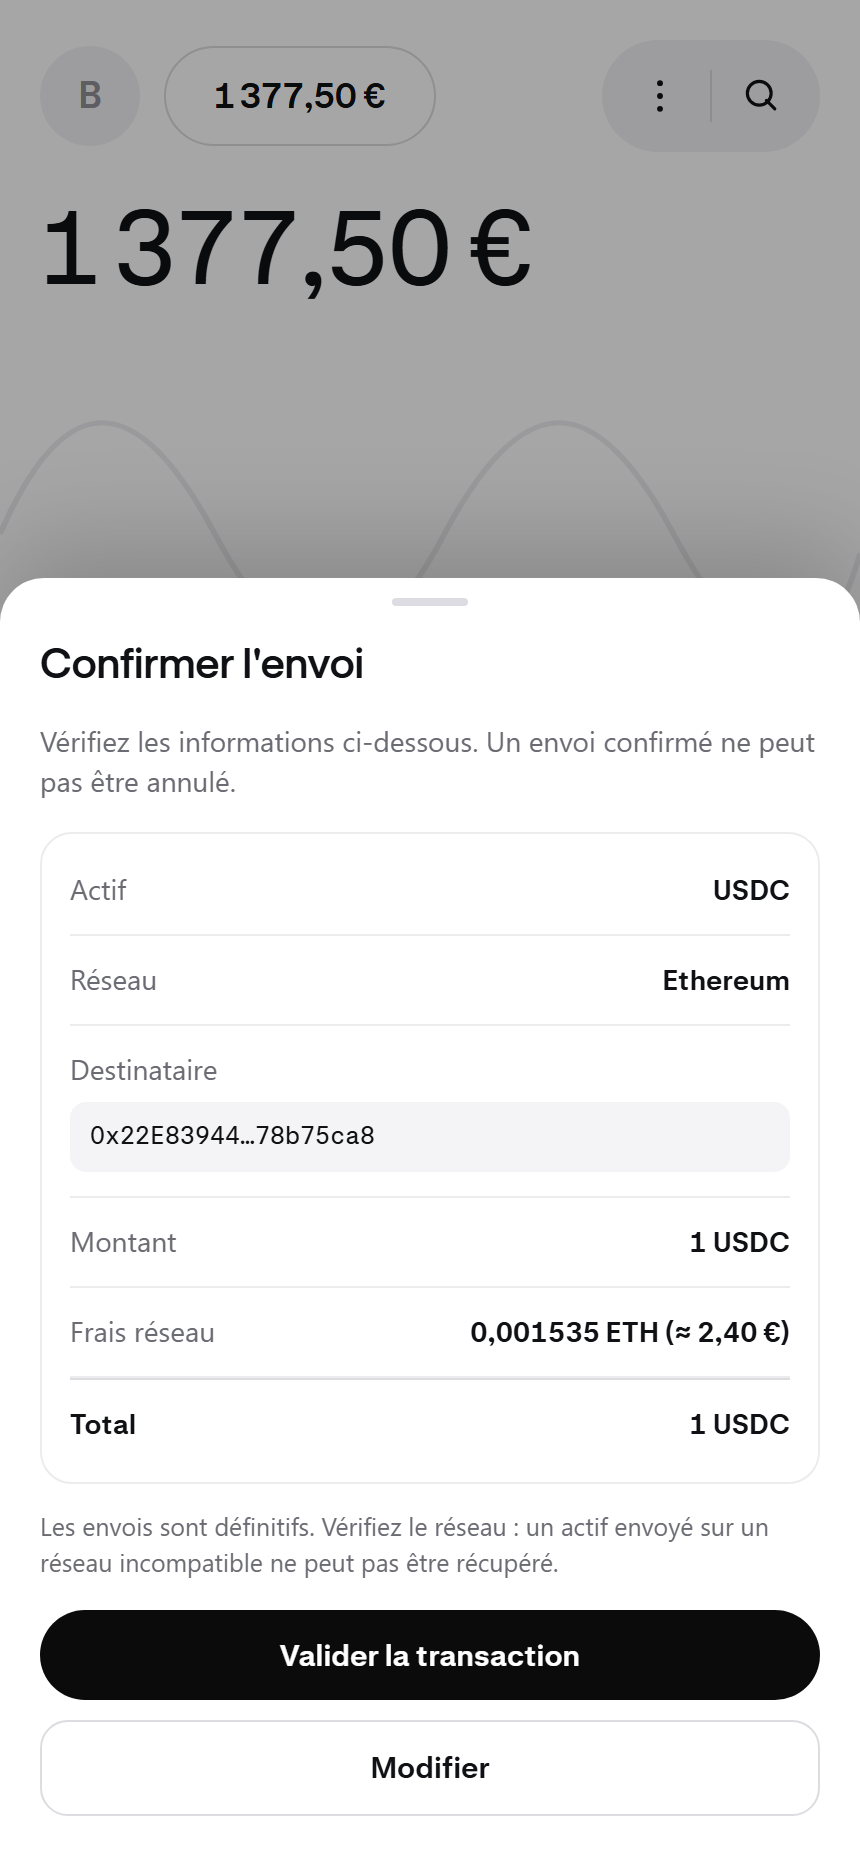 B
1 377,50 €
1 377,50 €
Confirmer l'envoi
Vérifiez les informations ci-dessous. Un envoi confirmé ne peut
pas être annulé.
Actif
USDC
Réseau
Ethereum
Destinataire
0x22E83944…78b75ca8
Montant
1 USDC
Frais réseau
0,001535 ETH (≈ 2,40 €)
Total
1 USDC
Les envois sont définitifs. Vérifiez le réseau : un actif envoyé sur un
réseau incompatible ne peut pas être récupéré.
Valider la transaction
Modifier